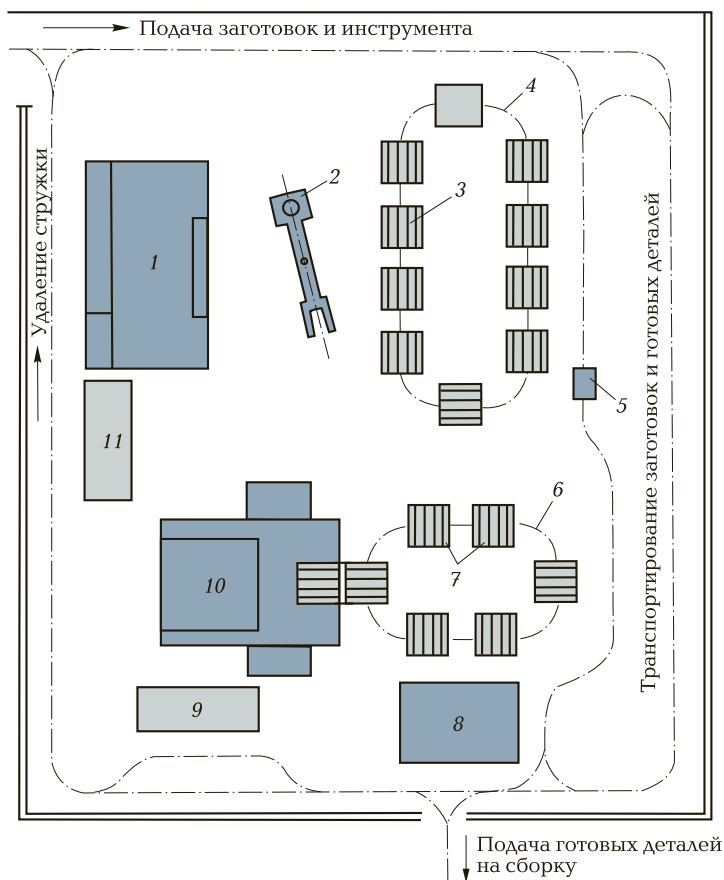 Подача заготовок и инструмента
4
2
3
Удаление стружки
1
Транспортирование заготовок и готовых деталей
5
11
6
7
10
9
8
Подача готовых деталей
на сборку